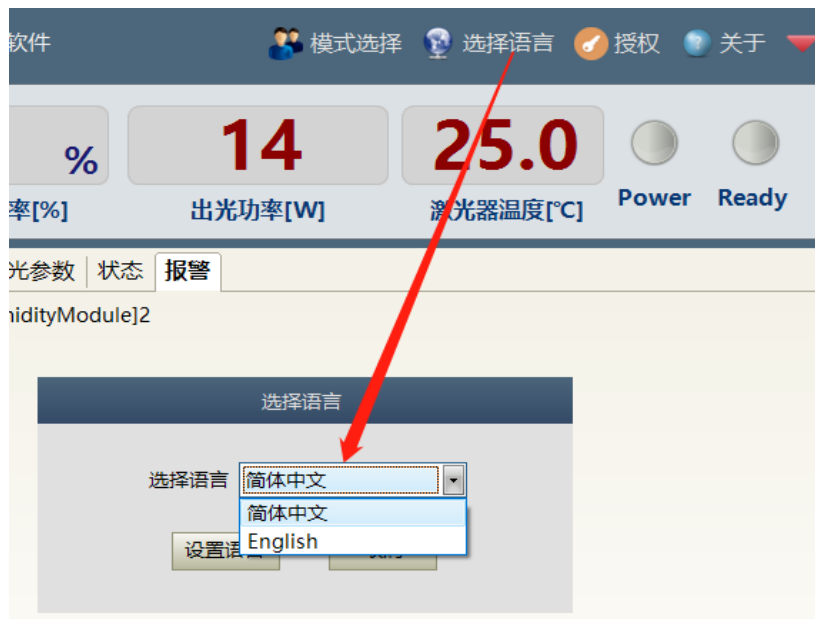 软件 模式选择 选择语言 授权 关于
% 14 25.0
率[%] 出光功率[W] 激光器温度[℃] Power Ready
光参数 状态 报警
nidityModule]2
选择语言
选择语言 简体中文
简体中文
English
设置语